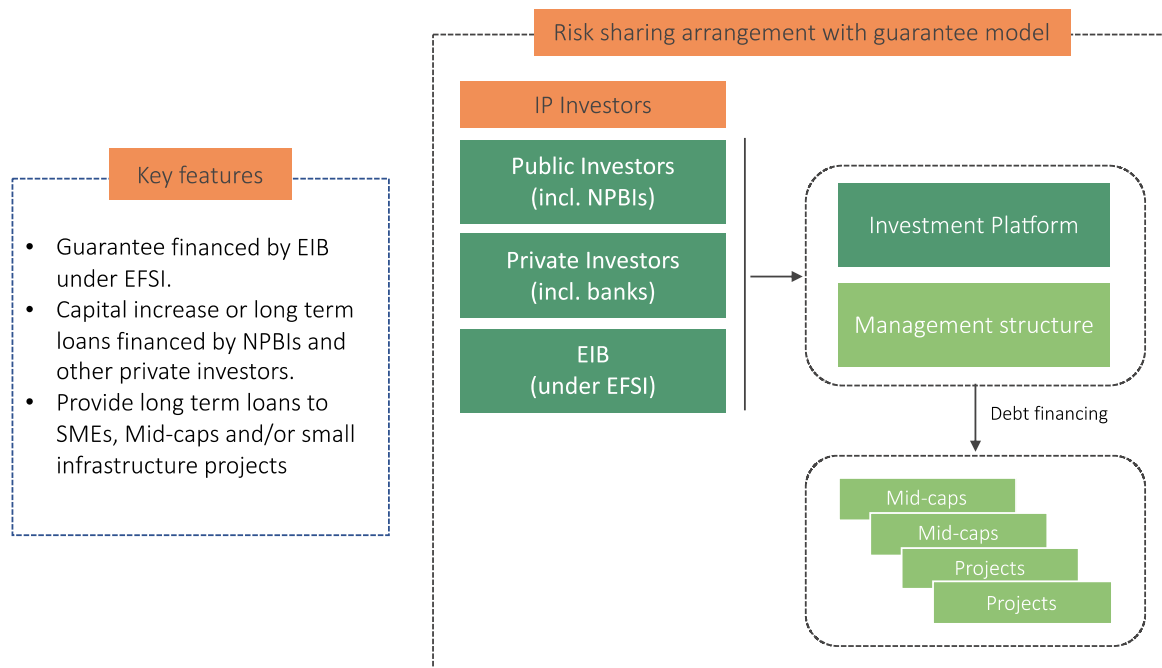 Risk sharing arrangement with guarantee model
Key features
• Guarantee financed by EIB
under EFSI.
• Capital increase or long term
loans financed by NPBIs and
other private investors.
• Provide long term loans to
SMEs, Mid-caps and/or small
infrastructure projects
IP Investors
Public Investors
(incl. NPBIs)
Private Investors
(incl. banks)
EIB
(under EFSI)
Investment Platform
Management structure
Debt financing
Mid-caps
Mid-caps
Projects
Projects